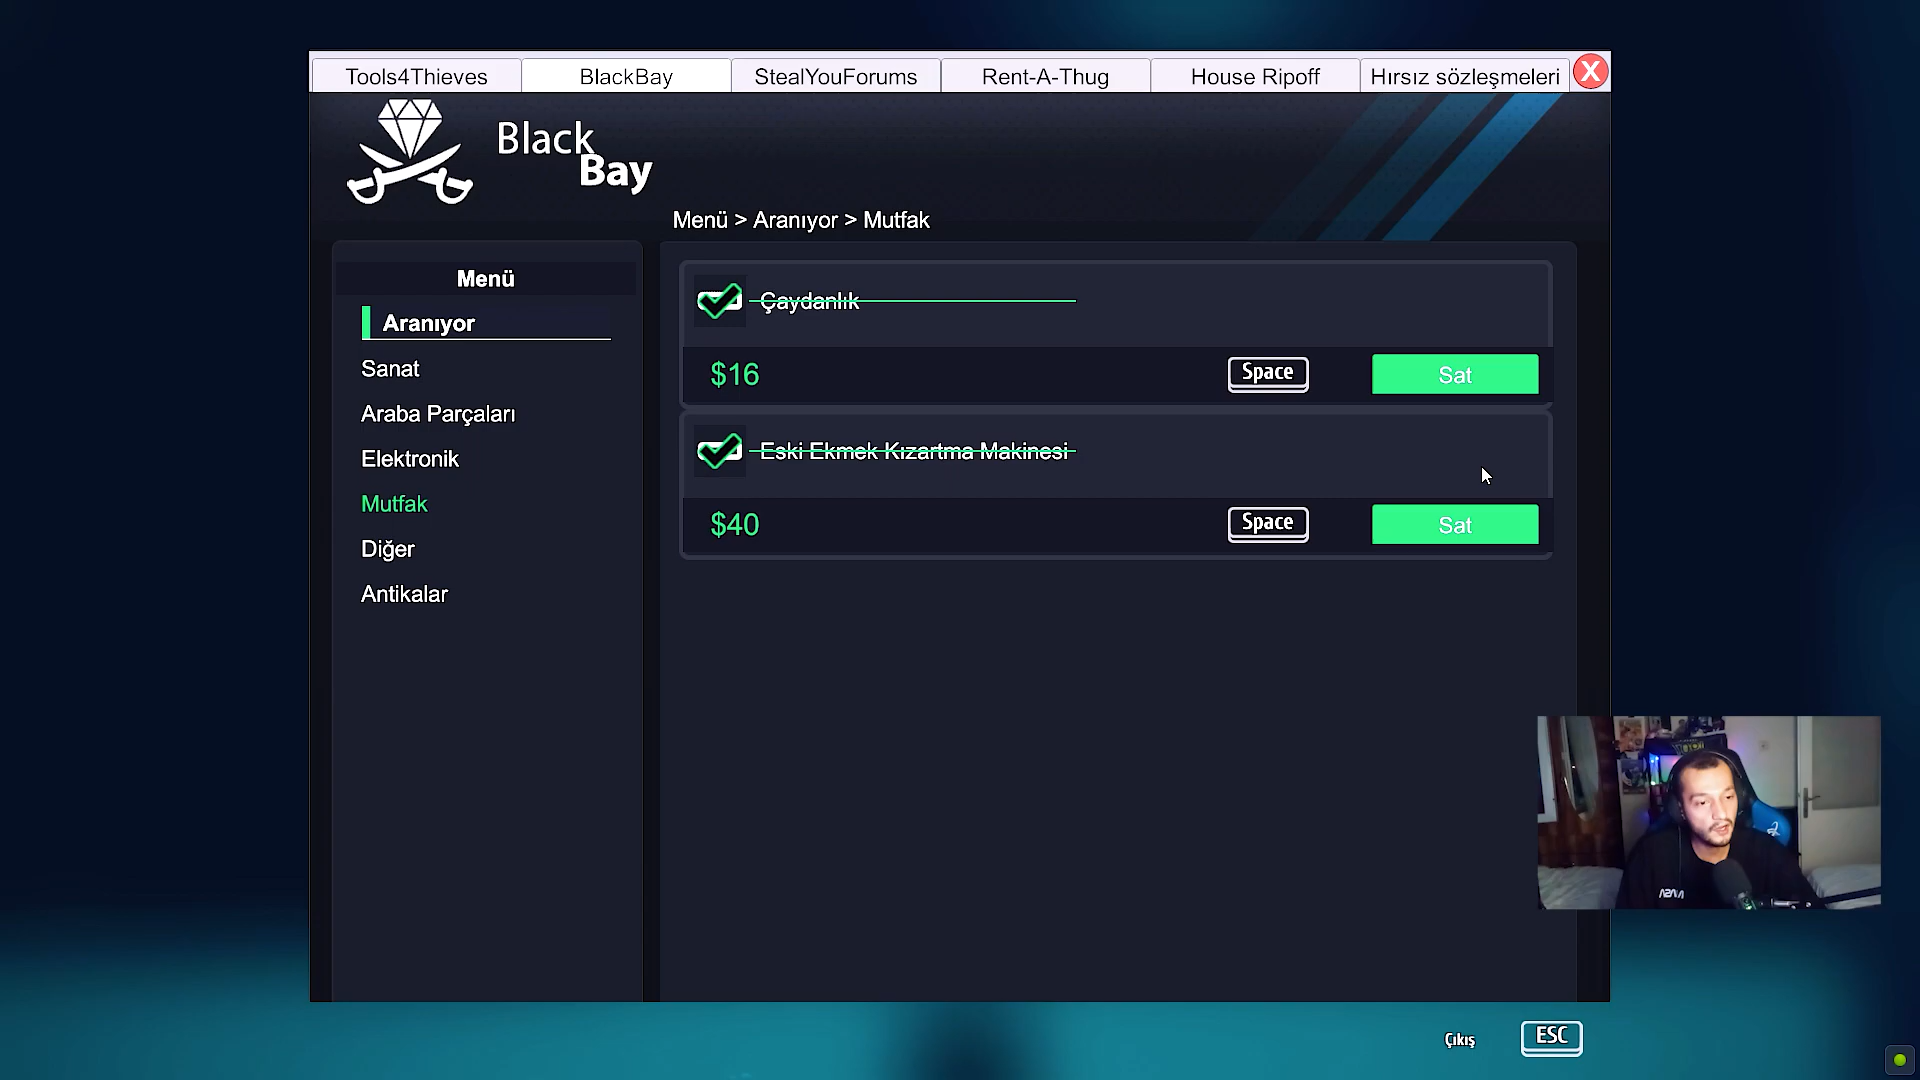 Tools4Thieves
BlackBay
StealYouForums
Rent-A-Thug
House Ripoff
Hırsız sözleşmeleri
X
Black
Bay
Menü > Aranıyor > Mutfak
Menü
Aranıyor
Sanat
Araba Parçaları
Elektronik
Mutfak
Diğer
Antikalar
Çaydanlık
$16
Space
Sat
Eski Ekmek Kızartma Makinesi
$40
Space
Sat
Çıkış
ESC